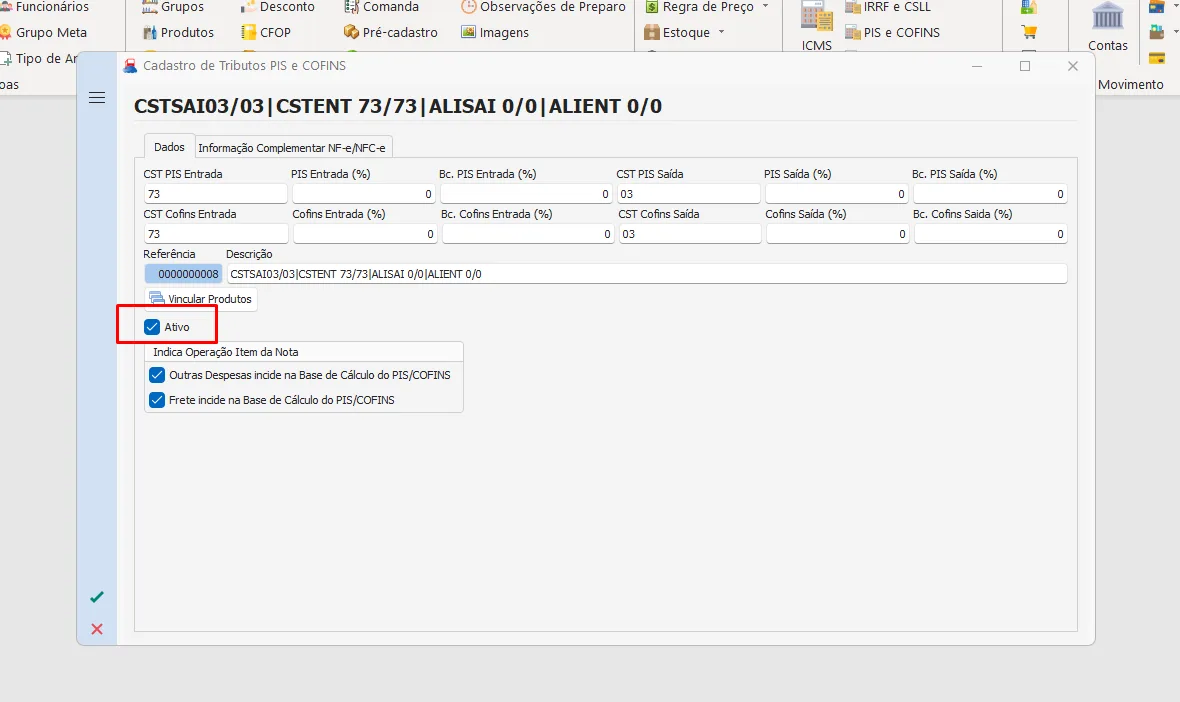 Funcionários Grupos Desconto Comanda Observações de Preparo Regra de Preço IRRF e CSLL
Grupo Meta Produtos CFOP Pré-cadastro Imagens Estoque ICMS PIS e COFINS Contas
Tipo de Ar
oas Movimento
Cadastro de Tributos PIS e COFINS
CSTSAI03/03|CSTENT 73/73|ALISAI 0/0|ALIENT 0/0
Dados Informação Complementar NF-e/NFC-e
CST PIS Entrada PIS Entrada (%) Bc. PIS Entrada (%) CST PIS Saída PIS Saída (%) Bc. PIS Saída (%)
73 0 0 03 0 0
CST Cofins Entrada Cofins Entrada (%) Bc. Cofins Entrada (%) CST Cofins Saída Cofins Saída (%) Bc. Cofins Saida (%)
73 0 0 03 0 0
Referência Descrição
0000000008 CSTSAI03/03|CSTENT 73/73|ALISAI 0/0|ALIENT 0/0
Vincular Produtos
Ativo
Indica Operação Item da Nota
Outras Despesas incide na Base de Cálculo do PIS/COFINS
Frete incide na Base de Cálculo do PIS/COFINS